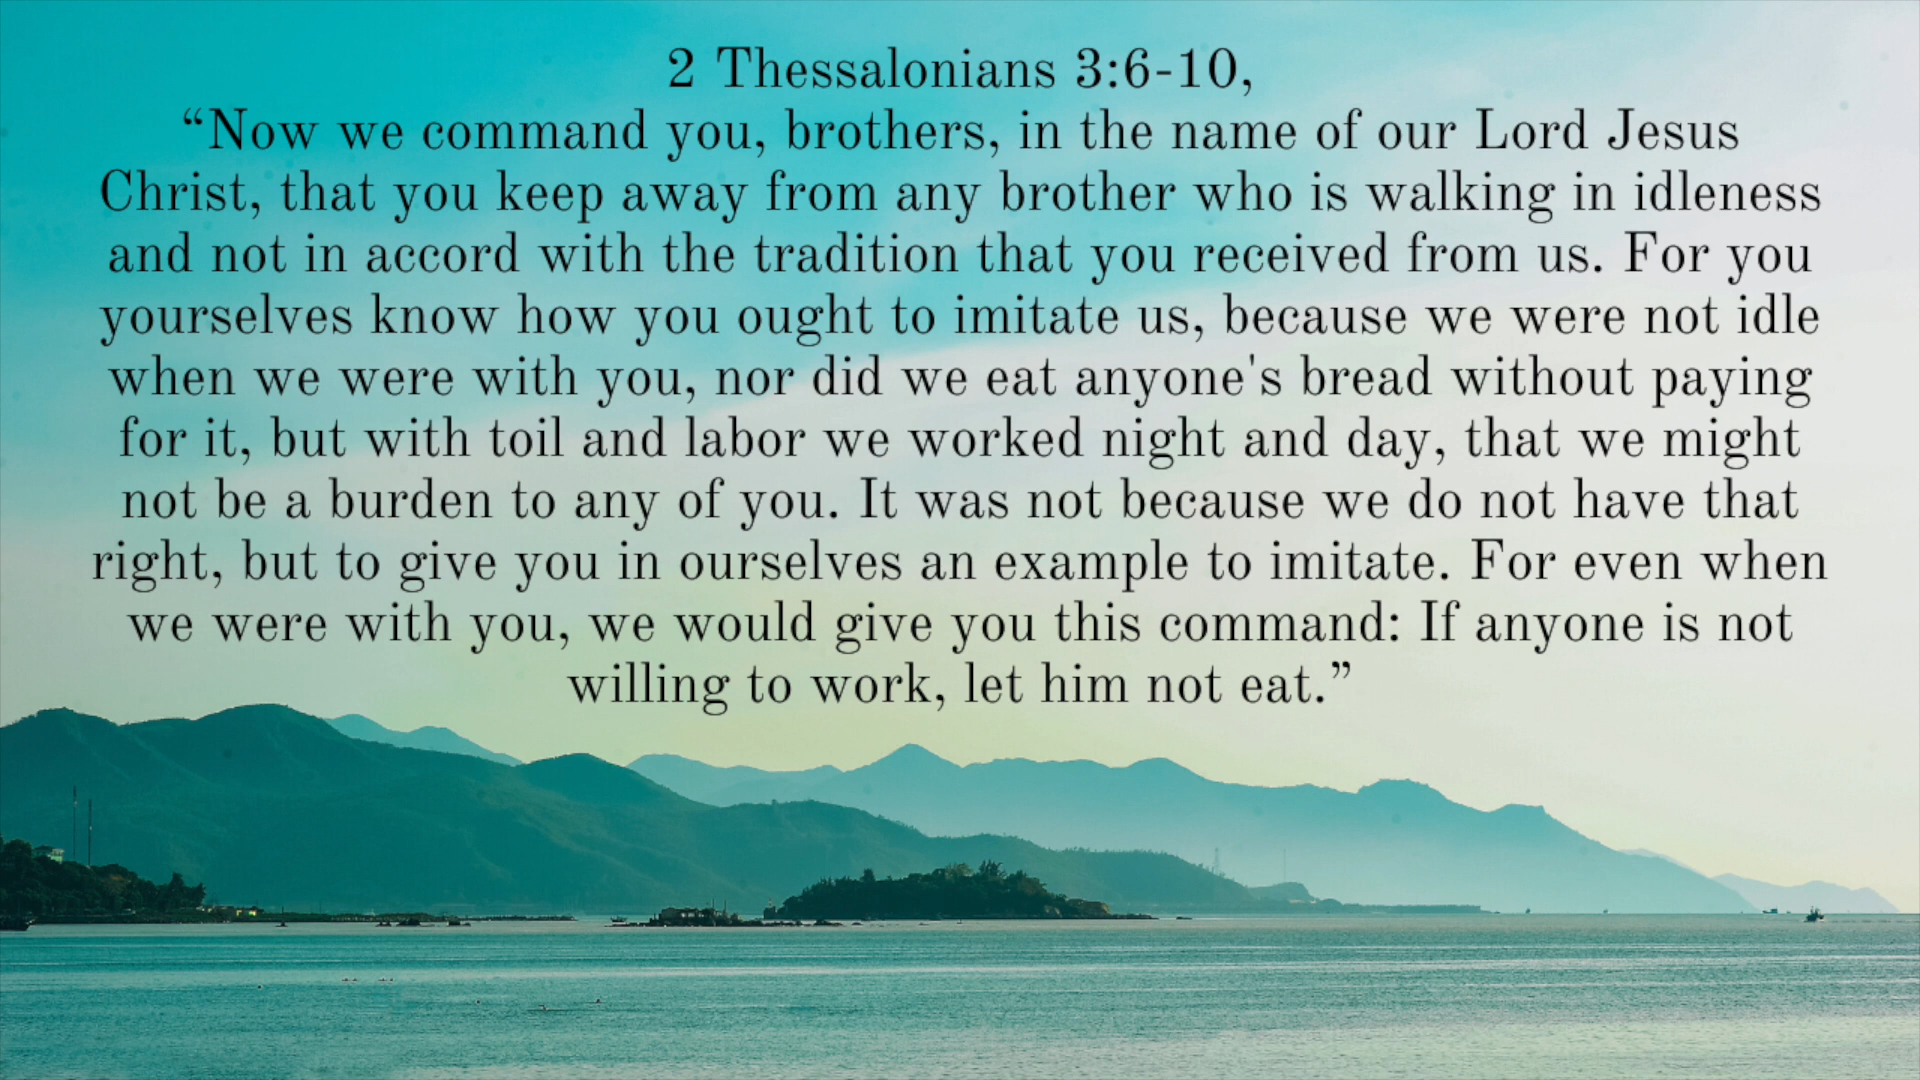 2 Thessalonians 3:6-10,
“Now we command you, brothers, in the name of our Lord Jesus
Christ, that you keep away from any brother who is walking in idleness
and not in accord with the tradition that you received from us. For you
yourselves know how you ought to imitate us, because we were not idle
when we were with you, nor did we eat anyone's bread without paying
for it, but with toil and labor we worked night and day, that we might
not be a burden to any of you. It was not because we do not have that
right, but to give you in ourselves an example to imitate. For even when
we were with you, we would give you this command: If anyone is not
willing to work, let him not eat.”